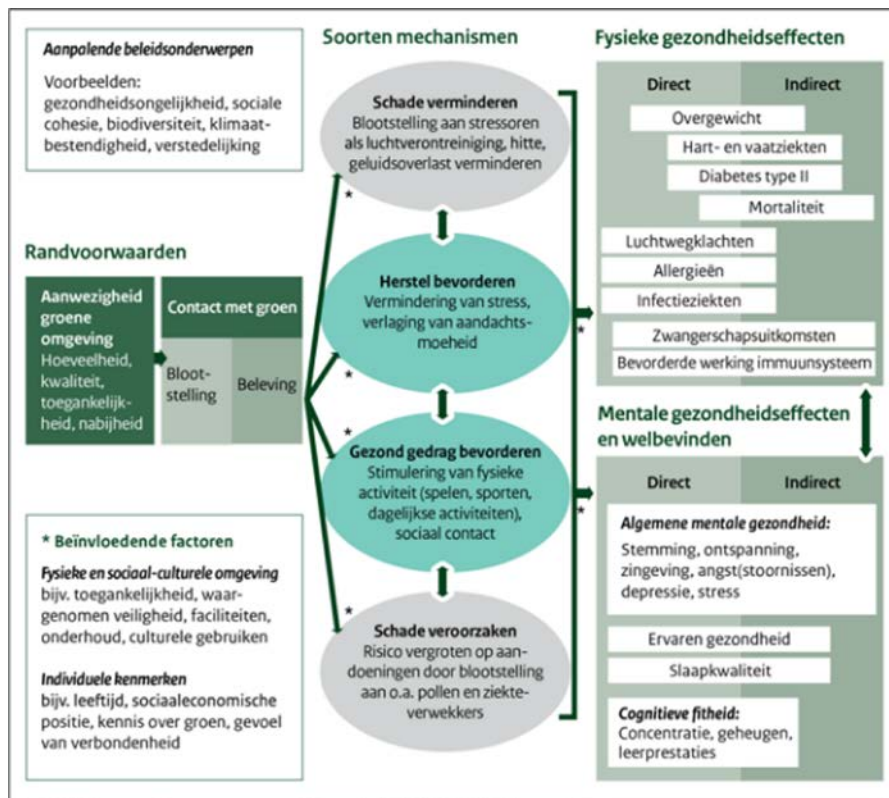 Aanpalende beleidsonderwerpen
Voorbeelden:
gezondheidsongelijkheid, sociale
cohesie, biodiversiteit, klimaat-
bestendigheid, verstedelijking
Randvoorwaarden
Aanwezigheid
groene
omgeving
Hoeveelheid,
kwaliteit,
toegankelijk-
heid, nabijheid
Contact met groen
Bloot-
stelling
Beleving
* Beïnvloedende factoren
Fysieke en sociaal-culturele omgeving
bijv. toegankelijkheid, waar-
genomen veiligheid, faciliteiten,
onderhoud, culturele gebruiken
Individuele kenmerken
bijv. leeftijd, sociaaleconomische
positie, kennis over groen, gevoel
van verbondenheid
Soorten mechanismen
Schade verminderen
Blootstelling aan stressoren
als luchtverontreiniging, hitte,
geluidsoverlast verminderen
*
Herstel bevorderen
Vermindering van stress,
verlaging van aandachts-
moeheid
*
*
Gezond gedrag bevorderen
Stimulering van fysieke
activiteit (spelen, sporten,
dagelijkse activiteiten),
sociaal contact
*
Schade veroorzaken
Risico vergroten op aan-
doeningen door blootstelling
aan o.a. pollen en ziekte-
verwekkers
*
*
Fysieke gezondheidseffecten
Direct
Indirect
Overgewicht
Hart- en vaatziekten
Diabetes type II
Mortaliteit
Luchtwegklachten
Allergieën
Infectieziekten
Zwangerschapsuitkomsten
Bevorderde werking immuunsysteem
Mentale gezondheidseffecten
en welbevinden
Direct
Indirect
Algemene mentale gezondheid:
Stemming, ontspanning,
zingeving, angst(stoornissen),
depressie, stress
Ervaren gezondheid
Slaapkwaliteit
Cognitieve fitheid:
Concentratie, geheugen,
leerprestaties